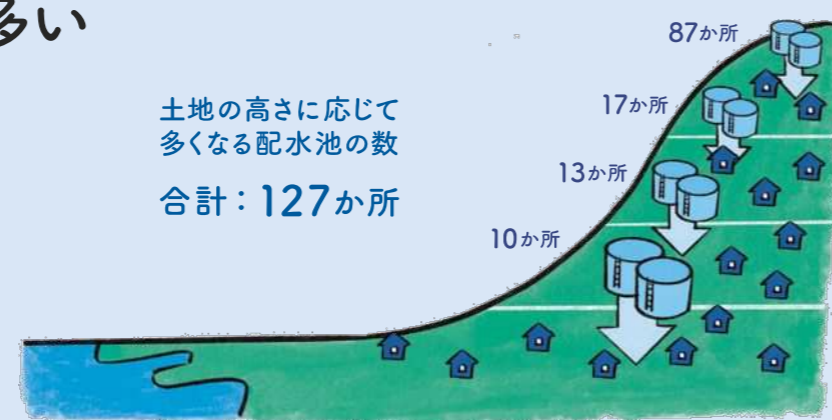 多い
87か所
土地の高さに応じて
17か所
多くなる配水池の数
13か所
合計：127か所
10か所